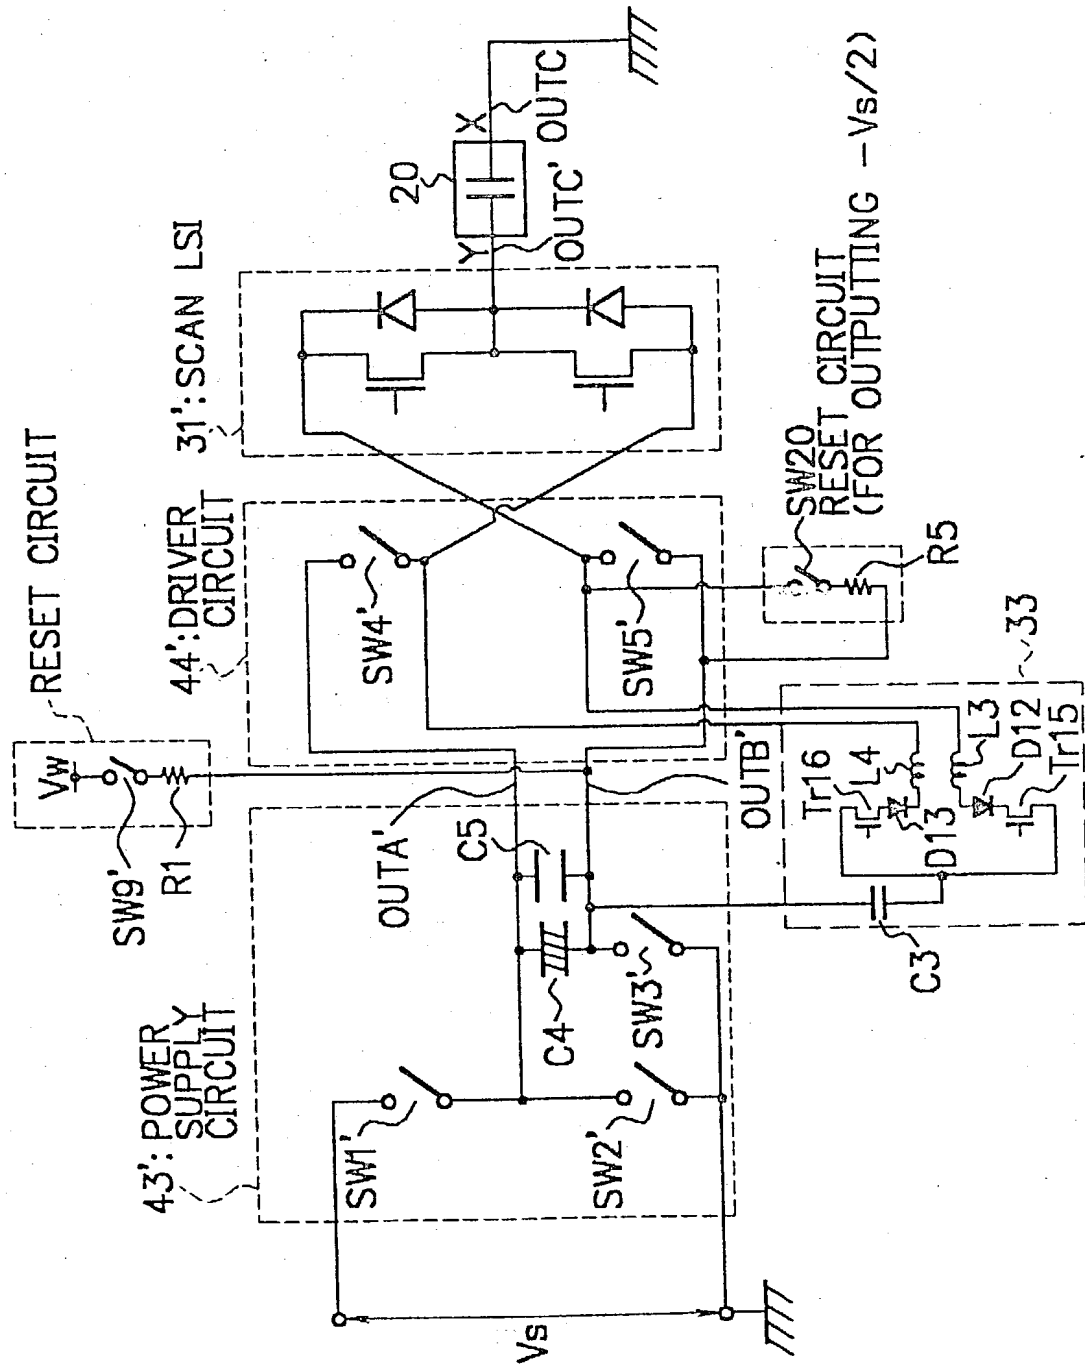 RESET CIRCUIT
Vw
SW9'
R1
43':POWER
SUPPLY
CIRCUIT
44':DRIVER
CIRCUIT
31':SCAN LSI
20
Y
X
OUTC'
OUTC
SW1'
SW2'
SW3'
C4
C5
OUTA'
OUTB'
SW4'
SW5'
SW20
RESET CIRCUIT
(FOR OUTPUTING -Vs/2)
R5
33
Tr16
L4
L3
D12
Tr15
D13
C3
Vs